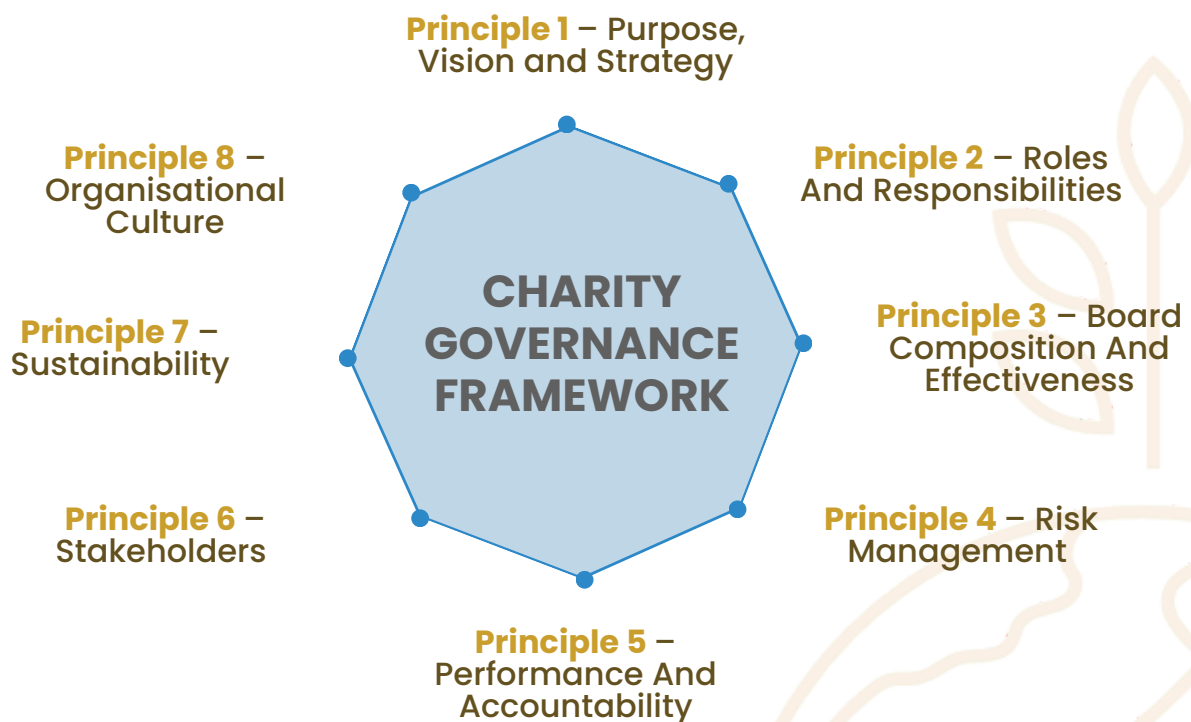 Principle 1 – Purpose,
Vision and Strategy
Principle 2 – Roles
And Responsibilities
Principle 3 – Board
Composition And
Effectiveness
Principle 4 – Risk
Management
Principle 5 –
Performance And
Accountability
Principle 6 –
Stakeholders
Principle 7 –
Sustainability
Principle 8 –
Organisational
Culture
CHARITY
GOVERNANCE
FRAMEWORK